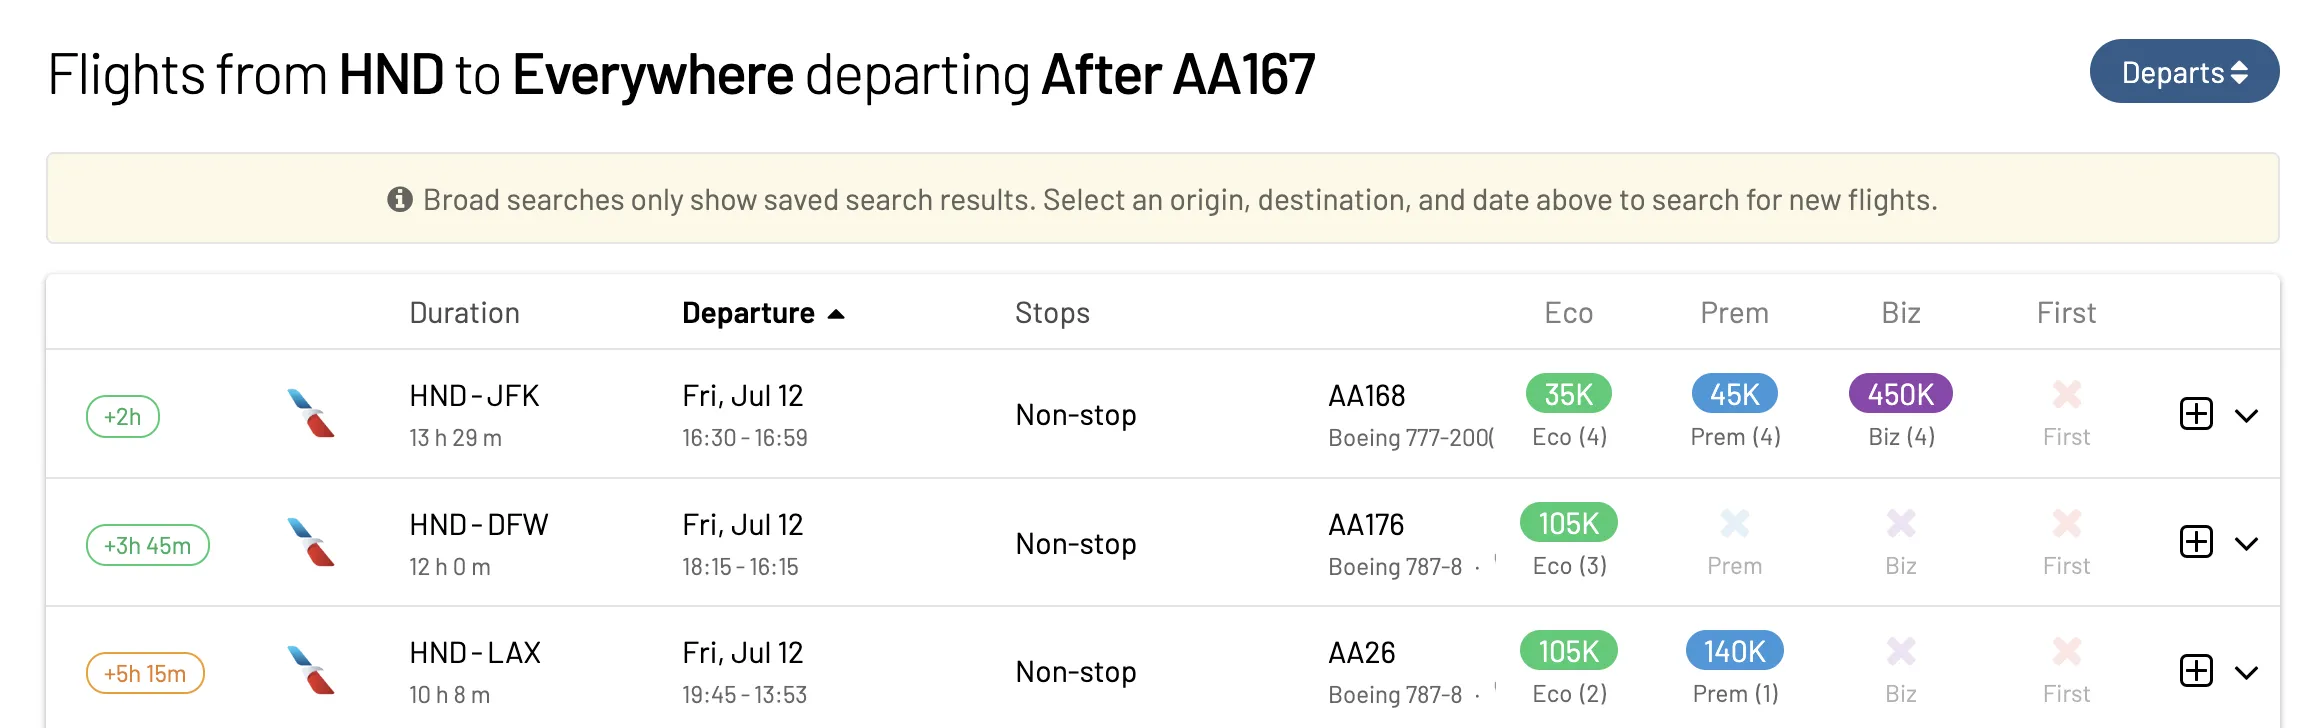 Flights from HND to Everywhere departing After AA167
Departs
Broad searches only show saved search results. Select an origin, destination, and date above to search for new flights.
Duration Departure Stops Eco Prem Biz First
+2h HND-JFK Fri, Jul 12 Non-stop AA168 35K 45K 450K
13 h 29 m 16:30 - 16:59 Boeing 777-200( Eco (4) Prem (4) Biz (4) First
+3h 45m HND-DFW Fri, Jul 12 Non-stop AA176 105K
12 h 0 m 18:15 - 16:15 Boeing 787-8 · Eco (3) Prem Biz First
+5h 15m HND-LAX Fri, Jul 12 Non-stop AA26 105K 140K
10 h 8 m 19:45 - 13:53 Boeing 787-8 · Eco (2) Prem (1) Biz First